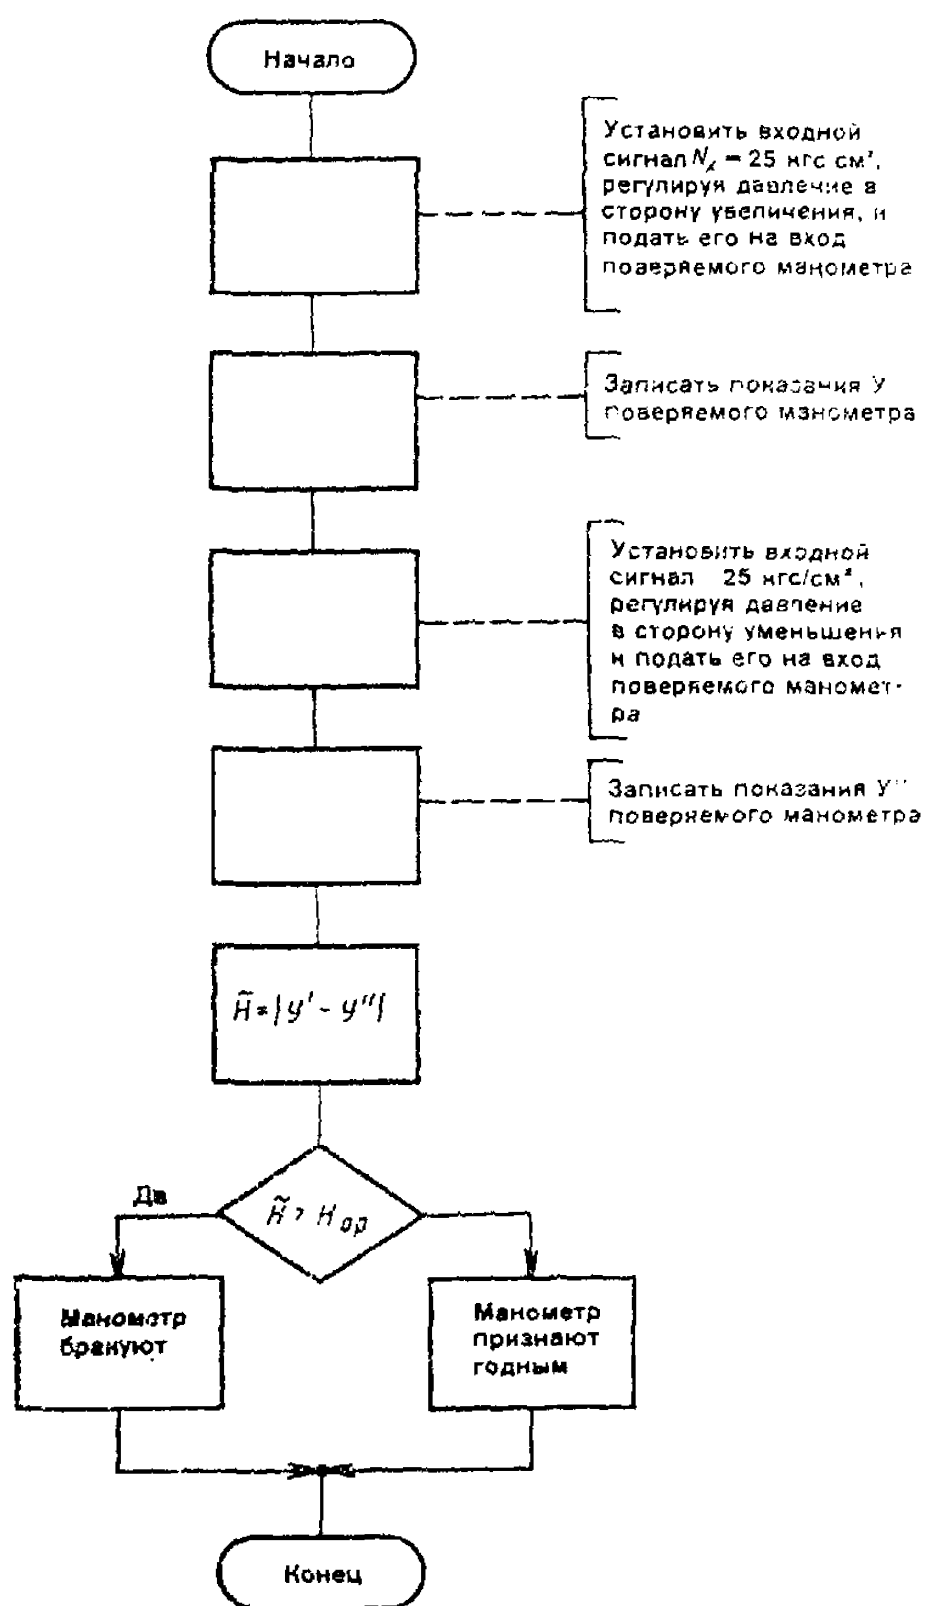 Начало
Установить входной
сигнал Nₓ = 25 кгс см²,
регулируя давление в
сторону увеличения, и
подать его на вход
поверяемого манометра
Записать показания У
поверяемого манометра
Установить входной
сигнал 25 кгс/см²,
регулируя давление
в сторону уменьшения
и подать его на вход
поверяемого маномет-
ра
Записать показания У''
поверяемого манометра
H̃ = |y' - y''|
Да
H̃ > H
Манометр
бракуют
Манометр
признают
годным
Конец